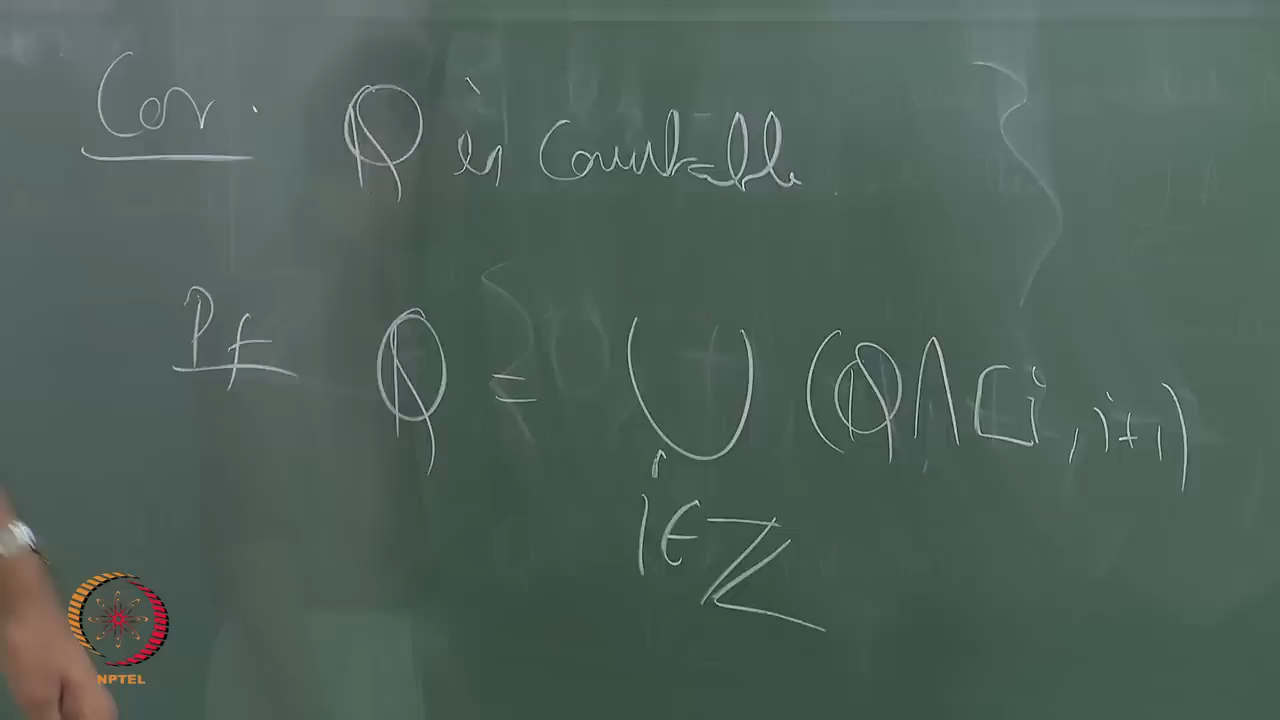 Cor. ℚ is Countable
Pf ℚ = ⋃ (ℚ ∩ [i, i+1)
i ∈ ℤ
NPTEL